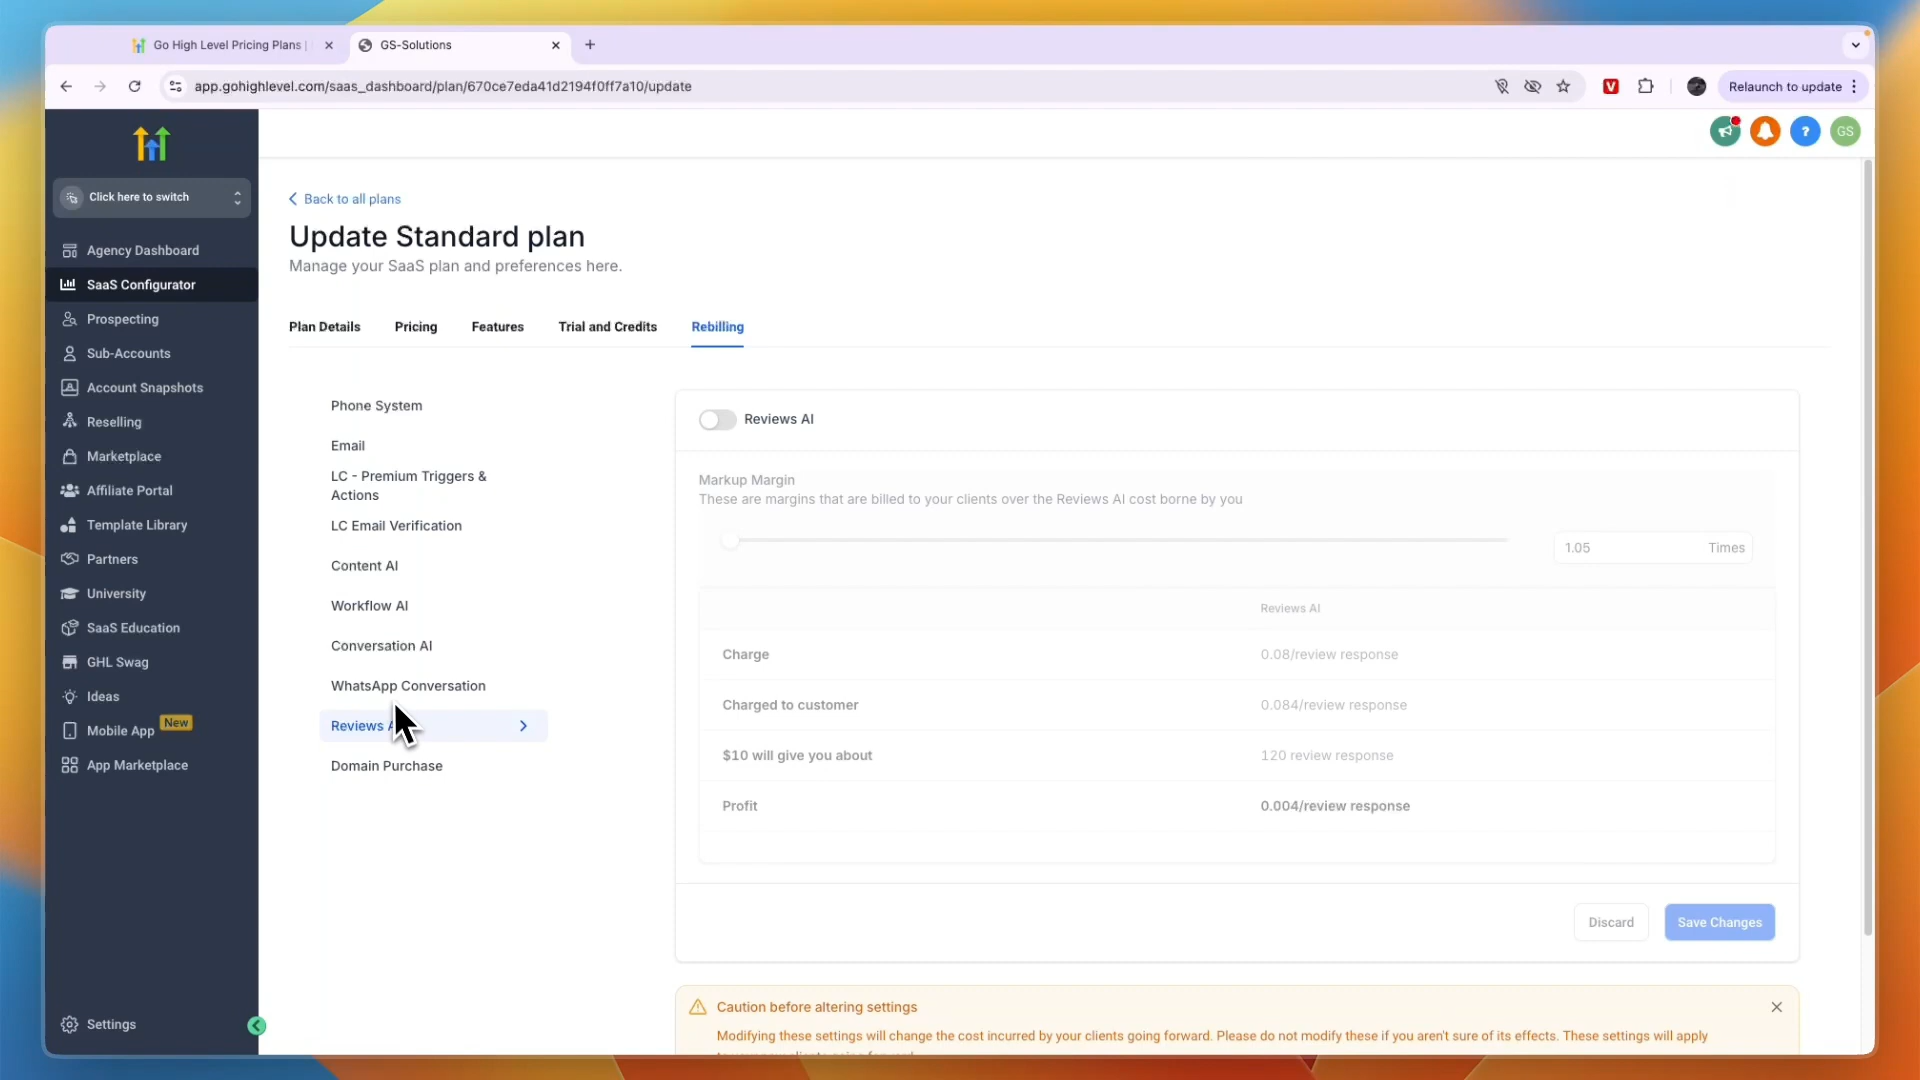 Go High Level Pricing Plans |
GS-Solutions
app.gohighlevel.com/saas_dashboard/plan/670ce7eda41d2194f0ff7a10/update
V
Relaunch to update
?
GS
Click here to switch
Agency Dashboard
SaaS Configurator
Prospecting
Sub-Accounts
Account Snapshots
Reselling
Marketplace
Affiliate Portal
Template Library
Partners
University
SaaS Education
GHL Swag
Ideas
Mobile App New
App Marketplace
Settings
Back to all plans
Update Standard plan
Manage your SaaS plan and preferences here.
Plan Details
Pricing
Features
Trial and Credits
Rebilling
Phone System
Email
LC - Premium Triggers &
Actions
LC Email Verification
Content AI
Workflow AI
Conversation AI
WhatsApp Conversation
Reviews
Domain Purchase
Reviews AI
Markup Margin
These are margins that are billed to your clients over the Reviews AI cost borne by you
1.05 Times
Reviews AI
Charge 0.08/review response
Charged to customer 0.084/review response
$10 will give you about 120 review response
Profit 0.004/review response
Discard
Save Changes
Caution before altering settings
Modifying these settings will change the cost incurred by your clients going forward. Please do not modify these if you aren't sure of its effects. These settings will apply